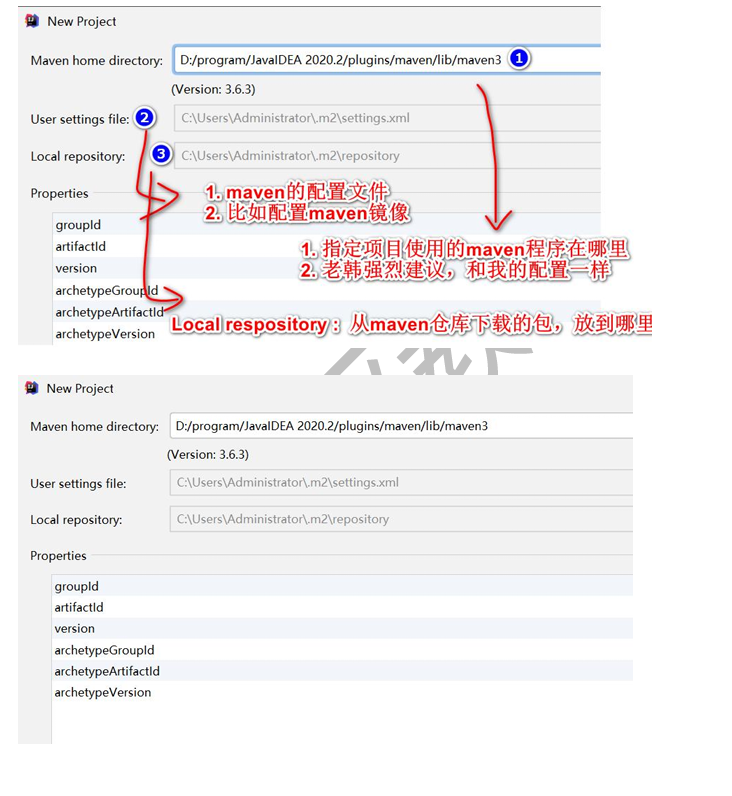 New Project
Maven home directory: D:/program/JavaIDEA 2020.2/plugins/maven/lib/maven3 1
(Version: 3.6.3)
User settings file: 2 C:\Users\Administrator\.m2\settings.xml
Local repository: 3 C:\Users\Administrator\.m2\repository
Properties
1. maven的配置文件
2. 比如配置maven镜像
groupId
artifactId
version
archetypeGroupId
archetypeArtifactId
archetypeVersion
1. 指定项目使用的maven程序在哪里
2. 老韩强烈建议，和我的配置一样
Local respository： 从maven仓库下载的包，放到哪里
New Project
Maven home directory: D:/program/JavaIDEA 2020.2/plugins/maven/lib/maven3
(Version: 3.6.3)
User settings file: C:\Users\Administrator\.m2\settings.xml
Local repository: C:\Users\Administrator\.m2\repository
Properties
groupId
artifactId
version
archetypeGroupId
archetypeArtifactId
archetypeVersion